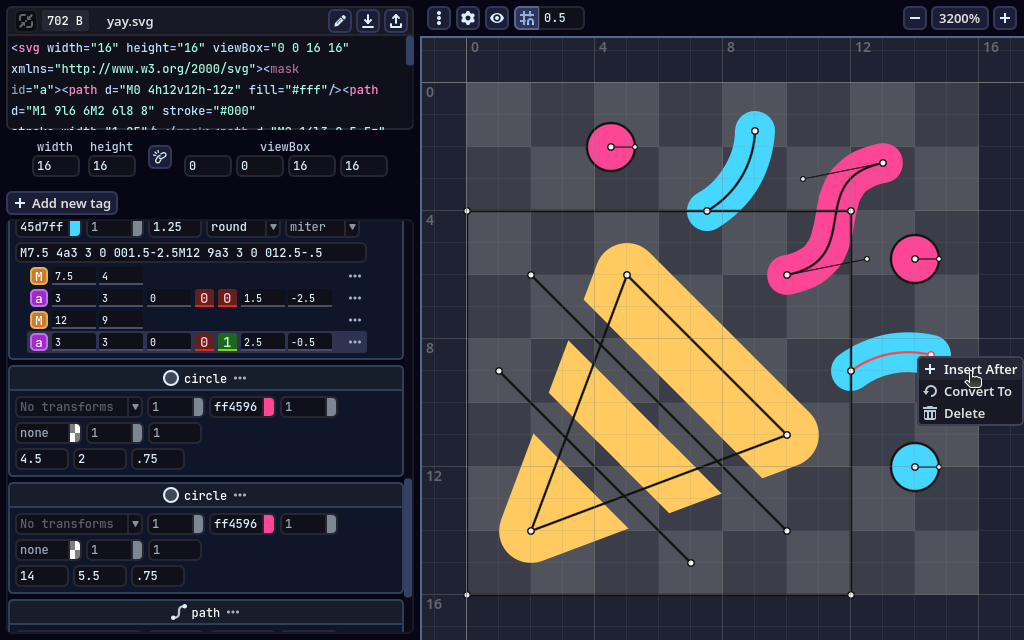 702 B yay.svg
0.5
3200%
<svg width="16" height="16" viewBox="0 0 16 16"
xmlns="http://www.w3.org/2000/svg"><mask
id="a"><path d="M0 4h12v12h-12z" fill="#fff"/><path
d="M1 9l6 6M2 6l8 8" stroke="#000"
width height viewBox
16 16 0 0 16 16
+ Add new tag
45d7ff 1 1.25 round miter
M7.5 4a3 3 0 001.5-2.5M12 9a3 3 0 012.5-.5
M 7.5 4
a 3 3 0 0 0 1.5 -2.5
M 12 9
a 3 3 0 0 1 2.5 -0.5
circle
No transforms 1 ff4596 1
none 1 1
4.5 2 .75
circle
No transforms 1 ff4596 1
none 1 1
14 5.5 .75
path
0 4 8 12 16
0
4
8
12
16
Insert After
Convert To
Delete